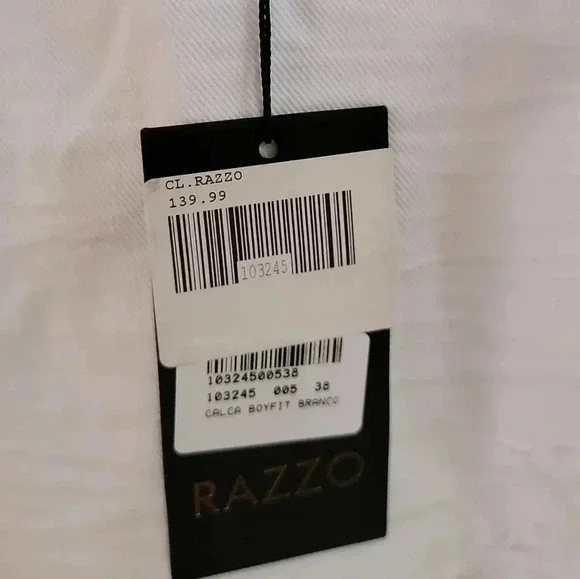 CL.RAZZO
139.99
103245
10324500538
103245 005 38
CALCA BOYFIT BRANCO
RAZZO